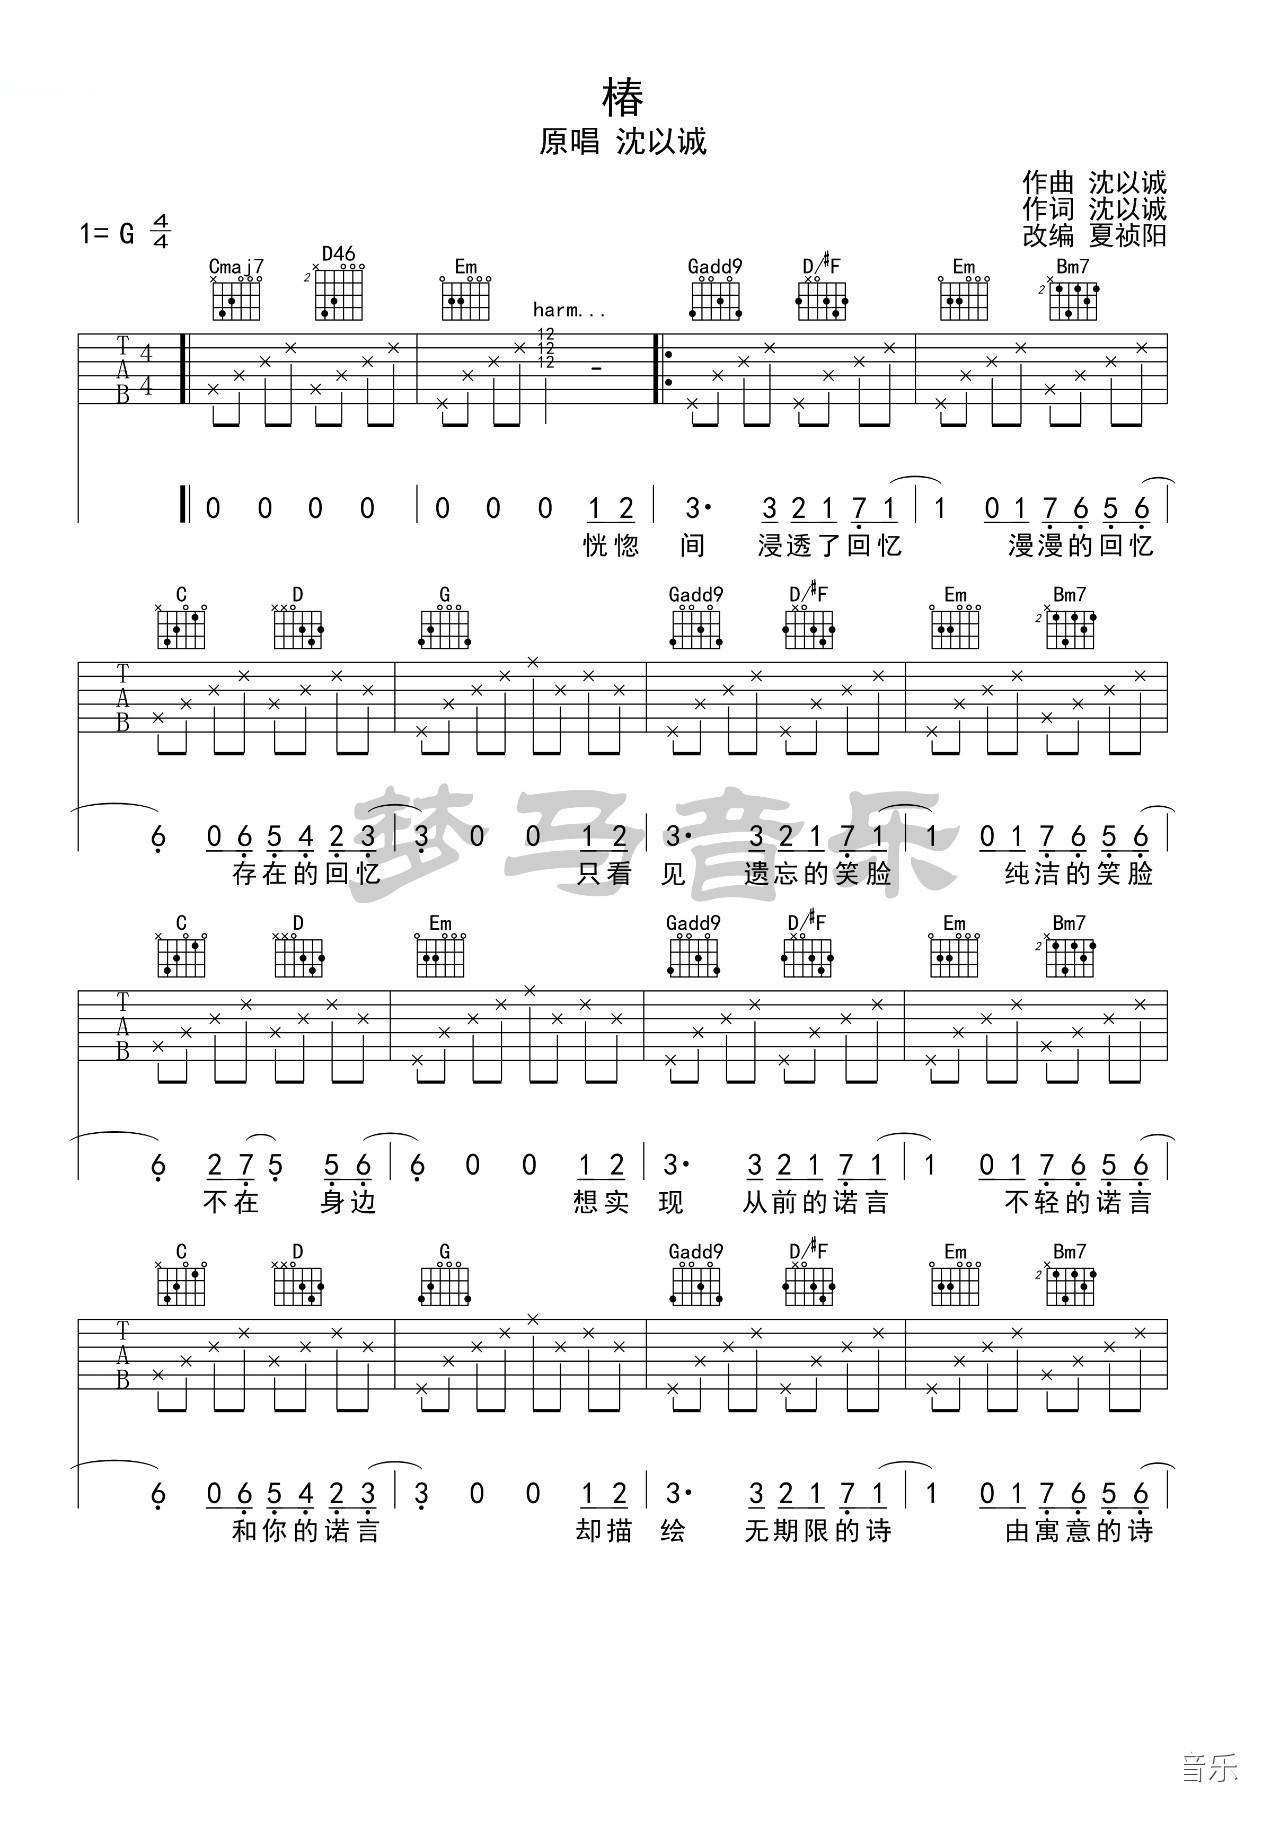 椿
原唱 沈以诚
作曲 沈以诚
作词 沈以诚
改编 夏祯阳
1= G 4/4
Cmaj7 D46 Em Gadd9 D/#F Em Bm7
2 2
harm...
T A B 4 4 12 12 12 -
0 0 0 0 0 0 0 1 2 3· 3 2 1 7 1 1 0 1 7 6 5 6
恍惚 间 浸透了回忆 漫漫的回忆
C D G Gadd9 D/#F Em Bm7
2
T A B
6 0 6 5 4 2 3 3 0 0 1 2 3· 3 2 1 7 1 1 0 1 7 6 5 6
存在的回忆 只看 见 遗忘的笑脸 纯洁的笑脸
梦马音乐
C D Em Gadd9 D/#F Em Bm7
2
T A B
6 2 7 5 5 6 6 0 0 1 2 3· 3 2 1 7 1 1 0 1 7 6 5 6
不在 身边 想实 现 从前的诺言 不轻的诺言
C D G Gadd9 D/#F Em Bm7
2
T A B
6 0 6 5 4 2 3 3 0 0 1 2 3· 3 2 1 7 1 1 0 1 7 6 5 6
和你的诺言 却描 绘 无期限的诗 由寓意的诗
音乐